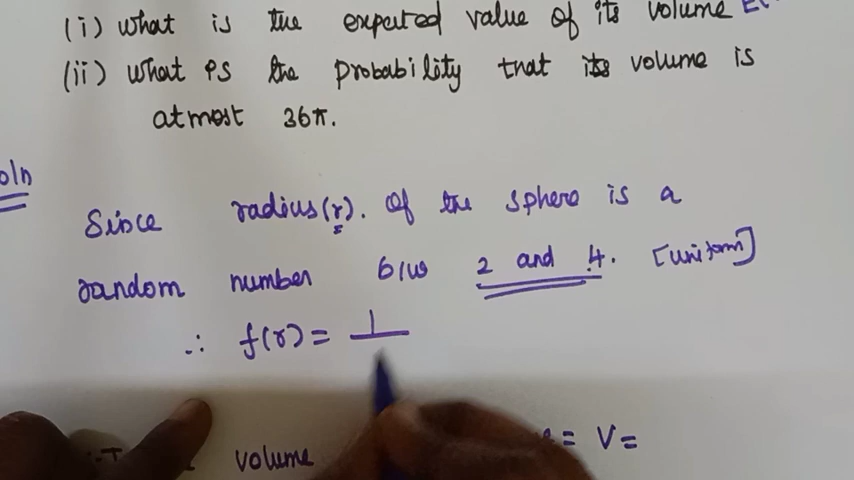 (i) what is the expected value of its volume
(ii) what is the probability that its volume is
atmost 36π.
oln
Since radius(r). Of the sphere is a
random number b/w 2 and 4. [uniform]
∴ f(r) = 1
volume = V=